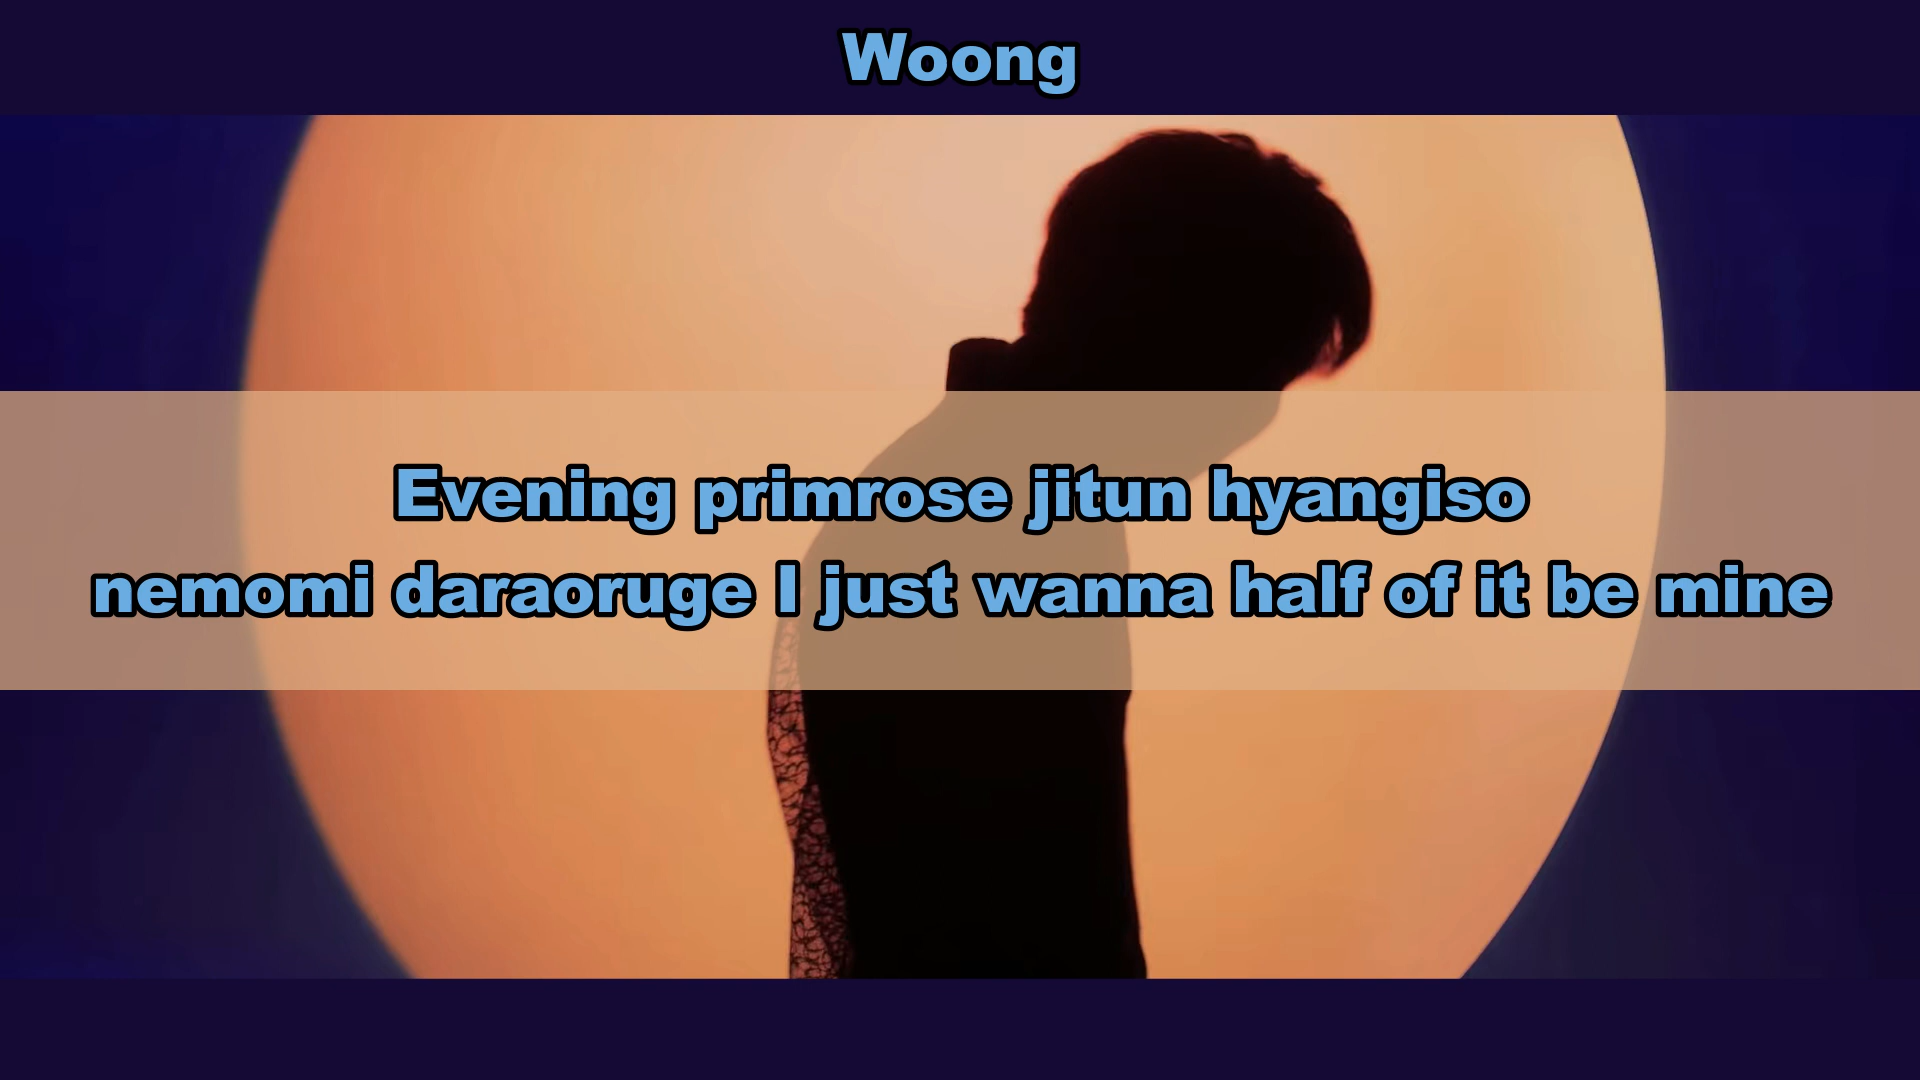 Woong
Evening primrose jitun hyangiso
nemomi daraoruge I just wanna half of it be mine